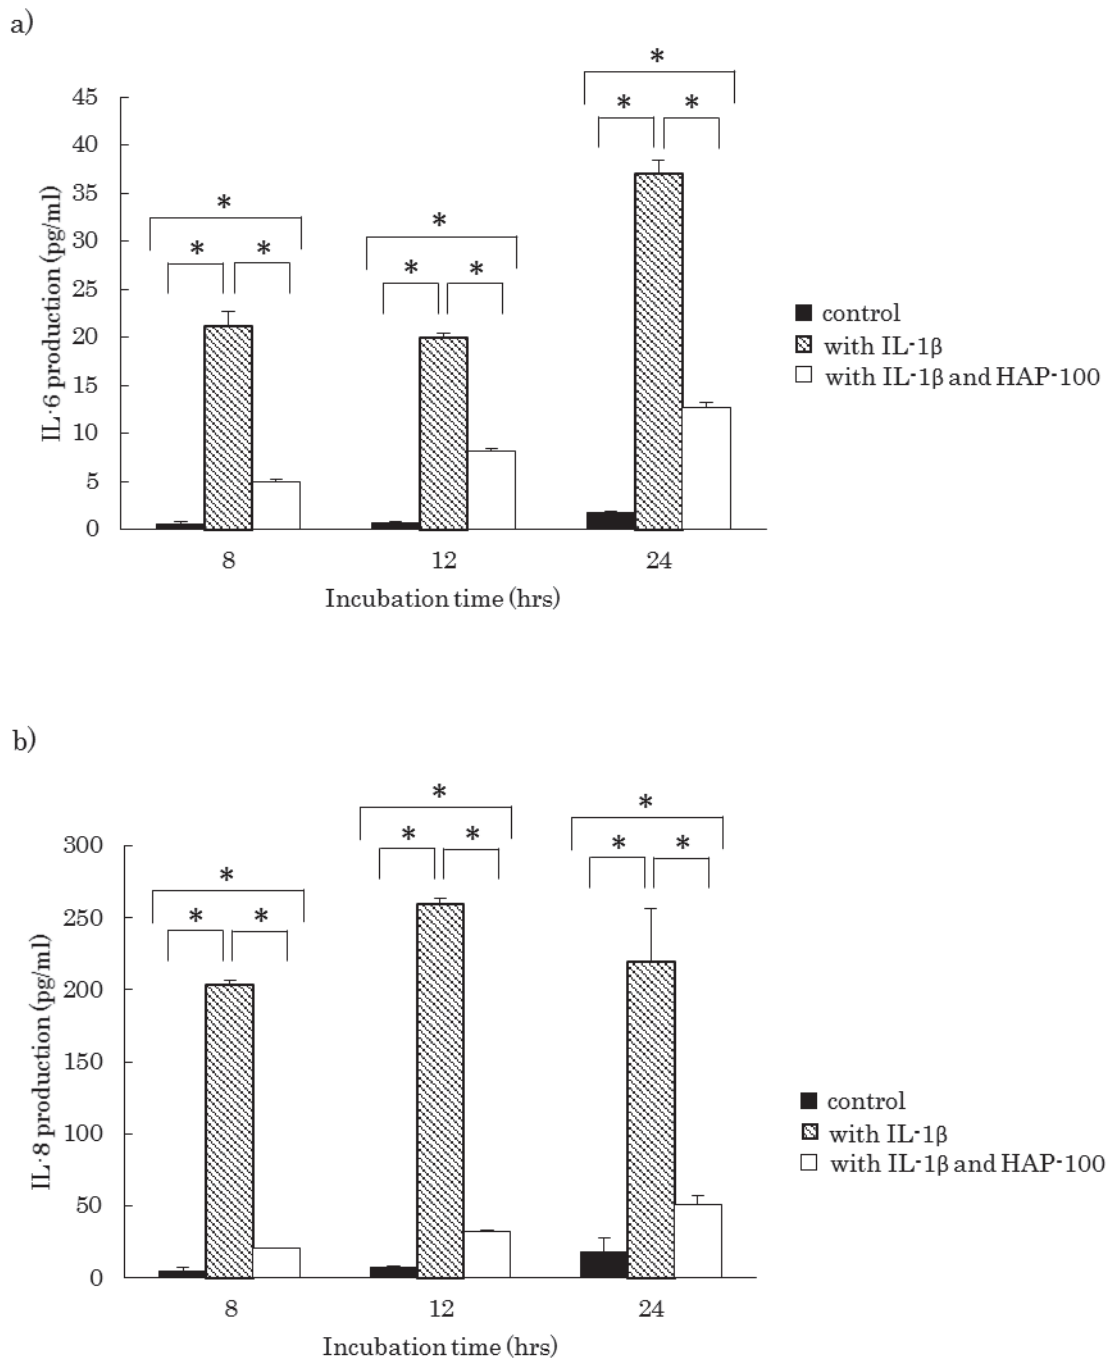 a)
*
* *
45
40
35
30
25
20
15
10
5
0
IL-6 production (pg/ml)
*
* *
*
* *
8 12 24
Incubation time (hrs)
control
with IL-1β
with IL-1β and HAP-100
b)
*
* *
*
* *
*
* *
300
250
200
150
100
50
0
IL-8 production (pg/ml)
8 12 24
Incubation time (hrs)
control
with IL-1β
with IL-1β and HAP-100